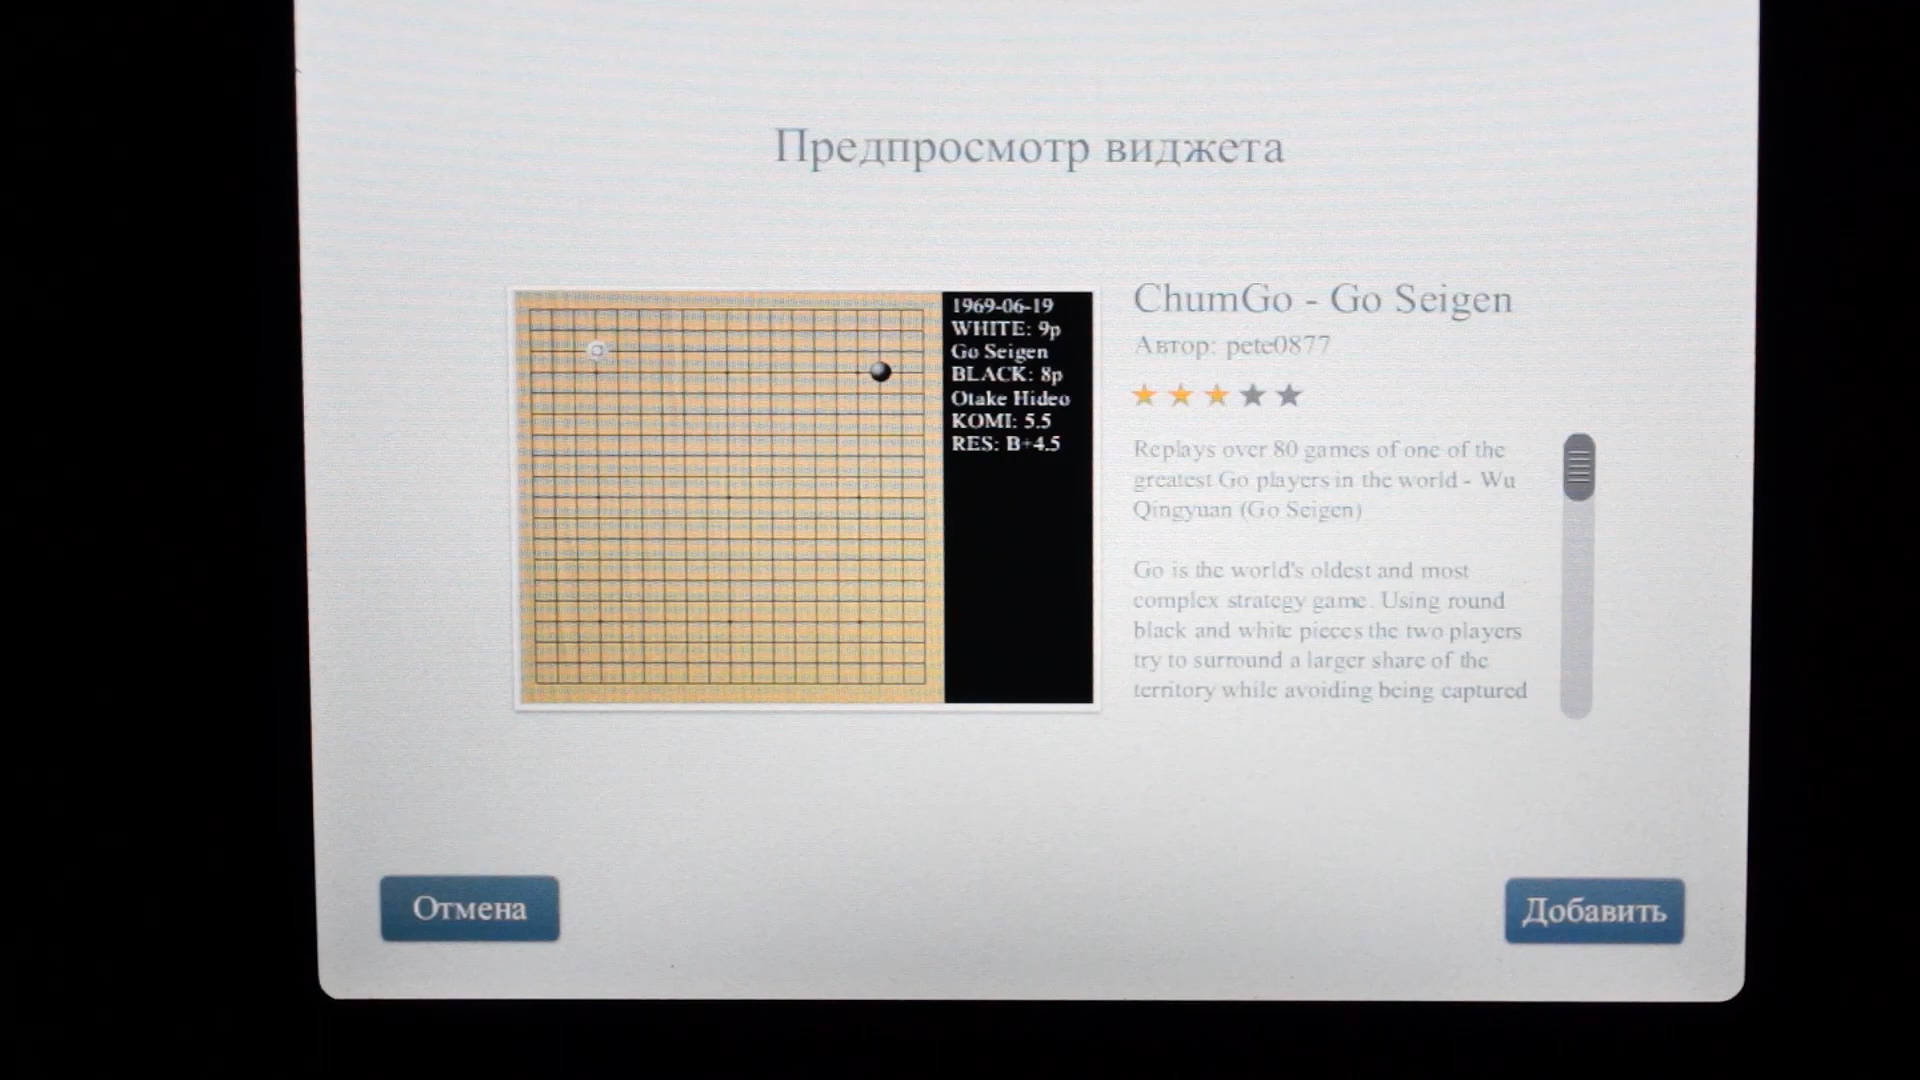 Предпросмотр виджета
1969-06-19
WHITE: 9p
Go Seigen
BLACK: 8p
Otake Hideo
KOMI: 5.5
RES: B+4.5
ChumGo - Go Seigen
Автор: pete0877
Replays over 80 games of one of the
greatest Go players in the world - Wu
Qingyuan (Go Seigen)
Go is the world's oldest and most
complex strategy game. Using round
black and white pieces the two players
try to surround a larger share of the
territory while avoiding being captured
Отмена
Добавить